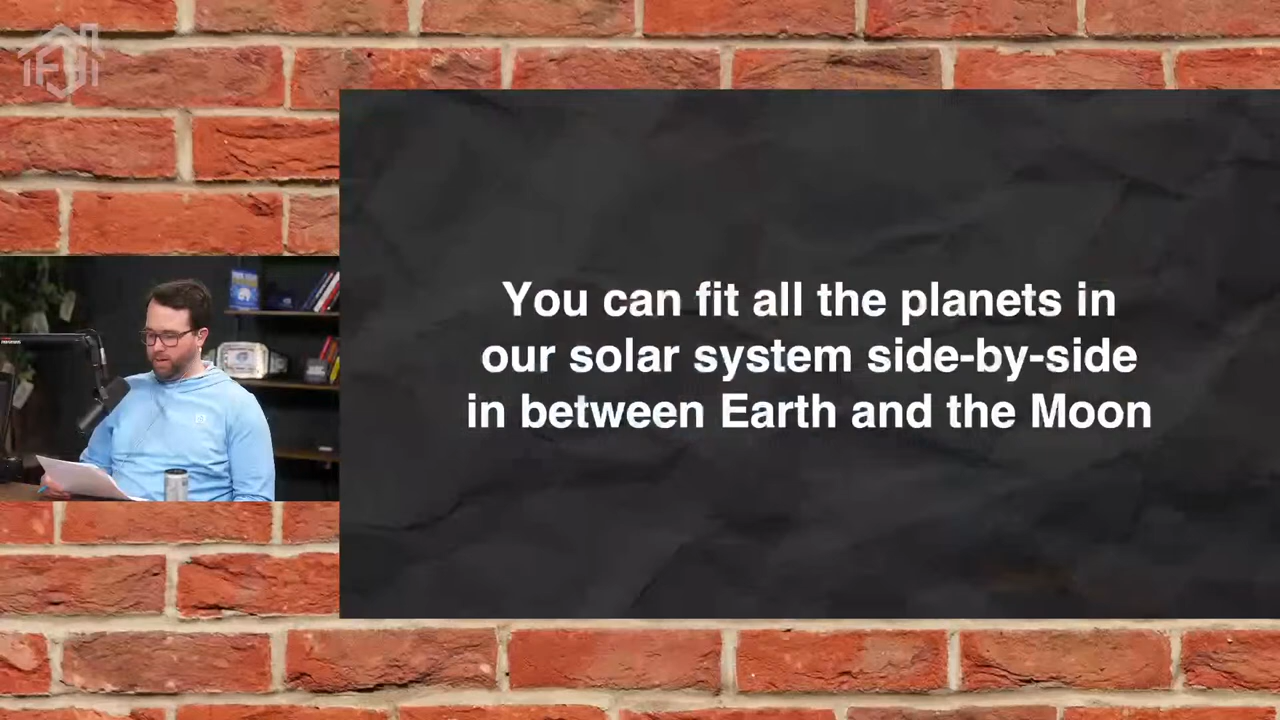 You can fit all the planets in
our solar system side-by-side
in between Earth and the Moon